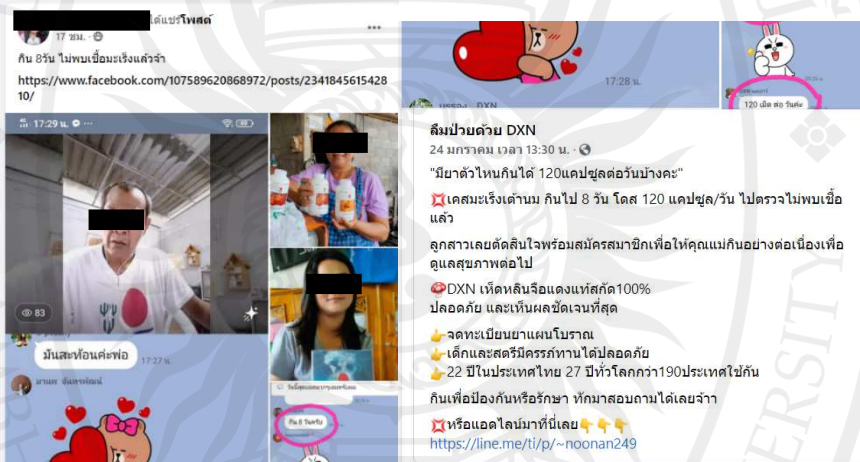 ได้แชร์โพสต์
17 ชม.
กิน 8วัน ไม่พบเชื้อมะเร็งแล้วจ้า
https://www.facebook.com/107589620868972/posts/2341845615428
10/
17:29 น.
83
มันสะท้อนค่ะพ่อ
17:27 น.
กิน 8 วันครับ
17:28 น.
DXN
120 เม็ด ต่อ วันค่ะ
ลืมป่วยด้วย DXN
24 มกราคม เวลา 13:30 น.
"มียาตัวไหนกินได้ 120แคปซูลต่อวันบ้างคะ"
💢เคสมะเร็งเต้านม กินไป 8 วัน โดส 120 แคปซูล/วัน ไปตรวจไม่พบเชื้อ
แล้ว
ลูกสาวเลยตัดสินใจพร้อมสมัครสมาชิกเพื่อให้คุณแม่กินอย่างต่อเนื่องเพื่อ
ดูแลสุขภาพต่อไป
🍄DXN เห็ดหลินจือแดงแท้สกัด100%
ปลอดภัย และเห็นผลชัดเจนที่สุด
👉จดทะเบียนยาแผนโบราณ
👉เด็กและสตรีมีครรภ์ทานได้ปลอดภัย
👉22 ปีในประเทศไทย 27 ปีทั่วโลกกว่า190ประเทศใช้กัน
กินเพื่อป้องกันหรือรักษา ทักมาสอบถามได้เลยจ้าา
💢หรือแอดไลน์มาที่นี่เลย👇👇👇
https://line.me/ti/p/~noonan249
ERSITY